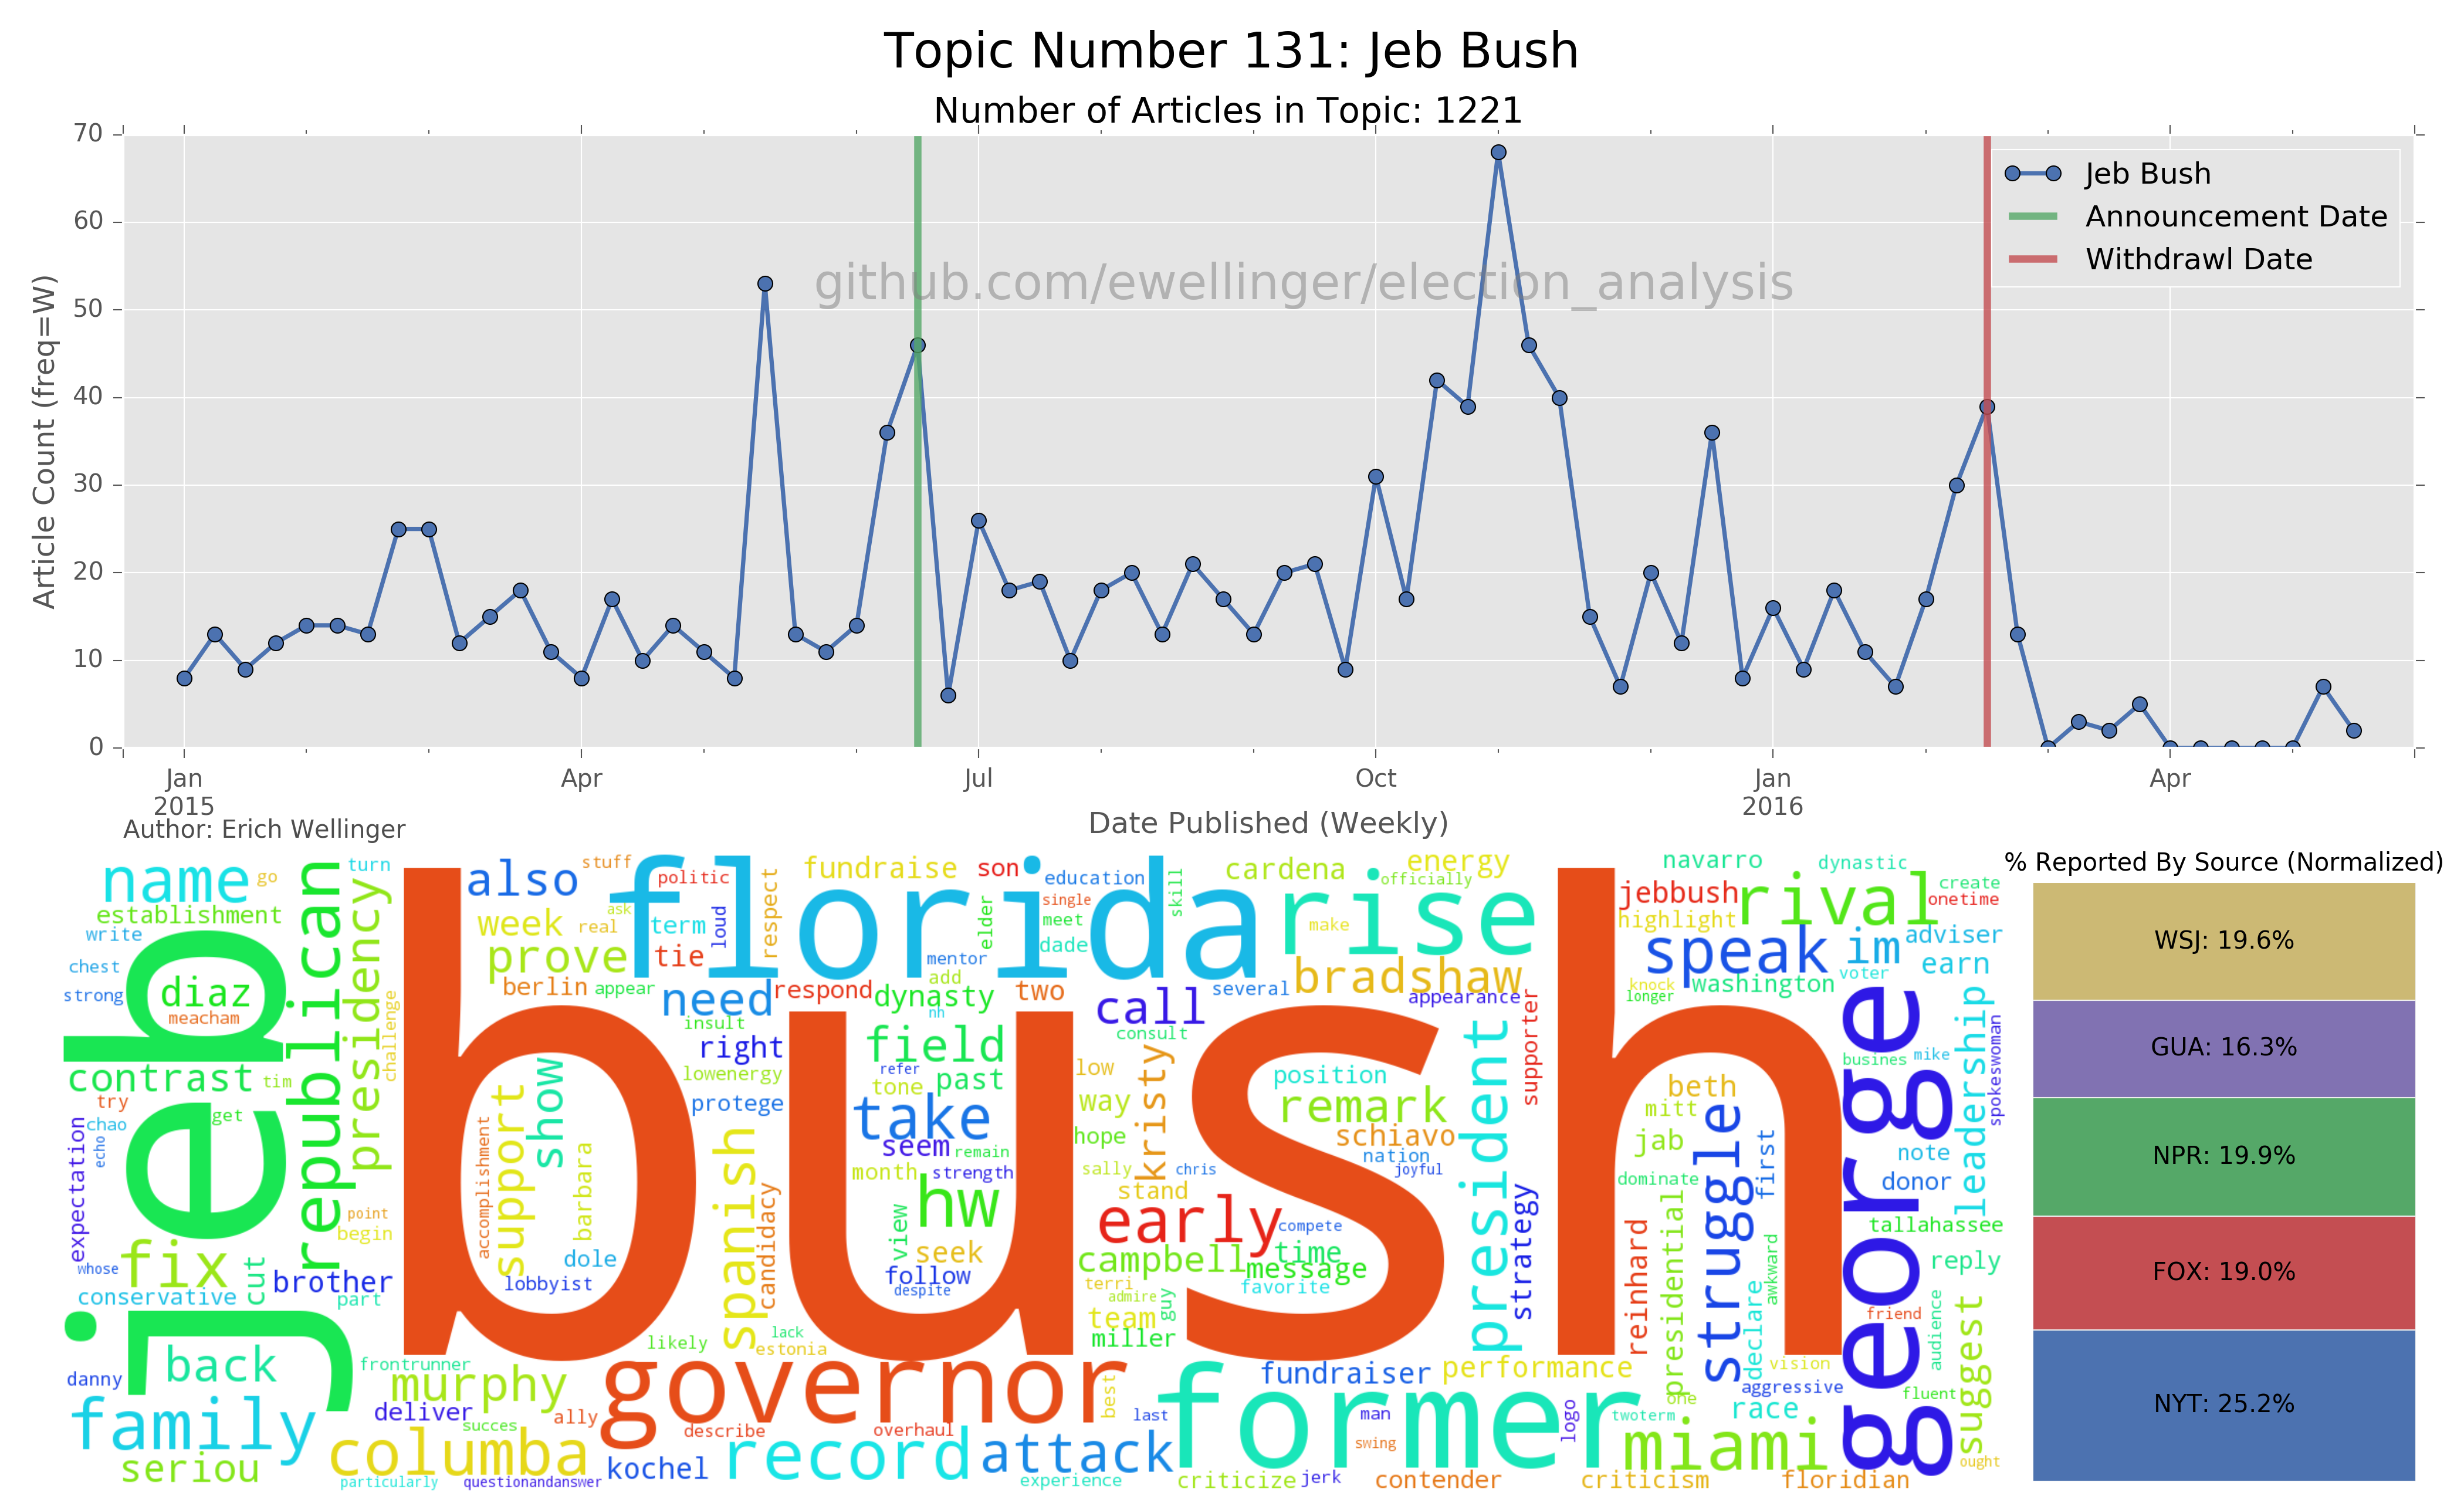 Topic Number 131: Jeb Bush
Number of Articles in Topic: 1221
70
60
50
40
30
20
10
0
Article Count (freq=W)
Jeb Bush
Announcement Date
Withdrawl Date
github.com/ewellinger/election_analysis
Jan
2015
Apr
Jul
Oct
Jan
2016
Apr
Date Published (Weekly)
Author: Erich Wellinger
name
go
turn
establishment
write
chest
strong
diaz
meacham
jeb
republican
presidency
challenge
contrast
tim
try
get
chao
echo
expectation
point
begin
whose
fix
cut
brother
conservative
part
back
danny
family
seriou
frontrunner
murphy
deliver
succes
ally
columba
particularly
questionandanswer
kochel
also
stuff
week
real
ask
prove
berlin
appear
politic
term
loud
tie
respect
need
florida
fundraise
son
education
single
meet
elder
dade
skill
mentor
add
respond
dynasty
nh
two
several
cardena
energy
officially
rise
make
bradshaw
appearance
call
consult
insult
right
lowenergy
protege
bush
support
show
accomplishment
barbara
dole
lobbyist
spanish
candidacy
likely
lack
estonia
field
refer
tone
past
take
seem
remain
month
strength
hw
view
seek
follow
despite
low
way
hope
kristy
sally
chris
stand
early
compete
campbell
time
message
terri
admire
favorite
team
guy
miller
position
remark
schiavo
nation
joyful
president
supporter
strategy
governor
describe
overhaul
best
last
record
attack
experience
former
fundraiser
performance
man
swing
criticize
jerk
contender
logo
twoterm
one
miami
criticism
floridian
race
aggressive
vision
navarro
dynastic
jebbush
highlight
rival
create
onetime
speak
im
adviser
knock
longer
washington
voter
earn
beth
mitt
jab
dominate
reinhard
presidential
struggle
first
awkward
declare
george
busines
mike
leadership
spokeswoman
note
donor
tallahassee
reply
friend
audience
suggest
fluent
ought
% Reported By Source (Normalized)
WSJ: 19.6%
GUA: 16.3%
NPR: 19.9%
FOX: 19.0%
NYT: 25.2%